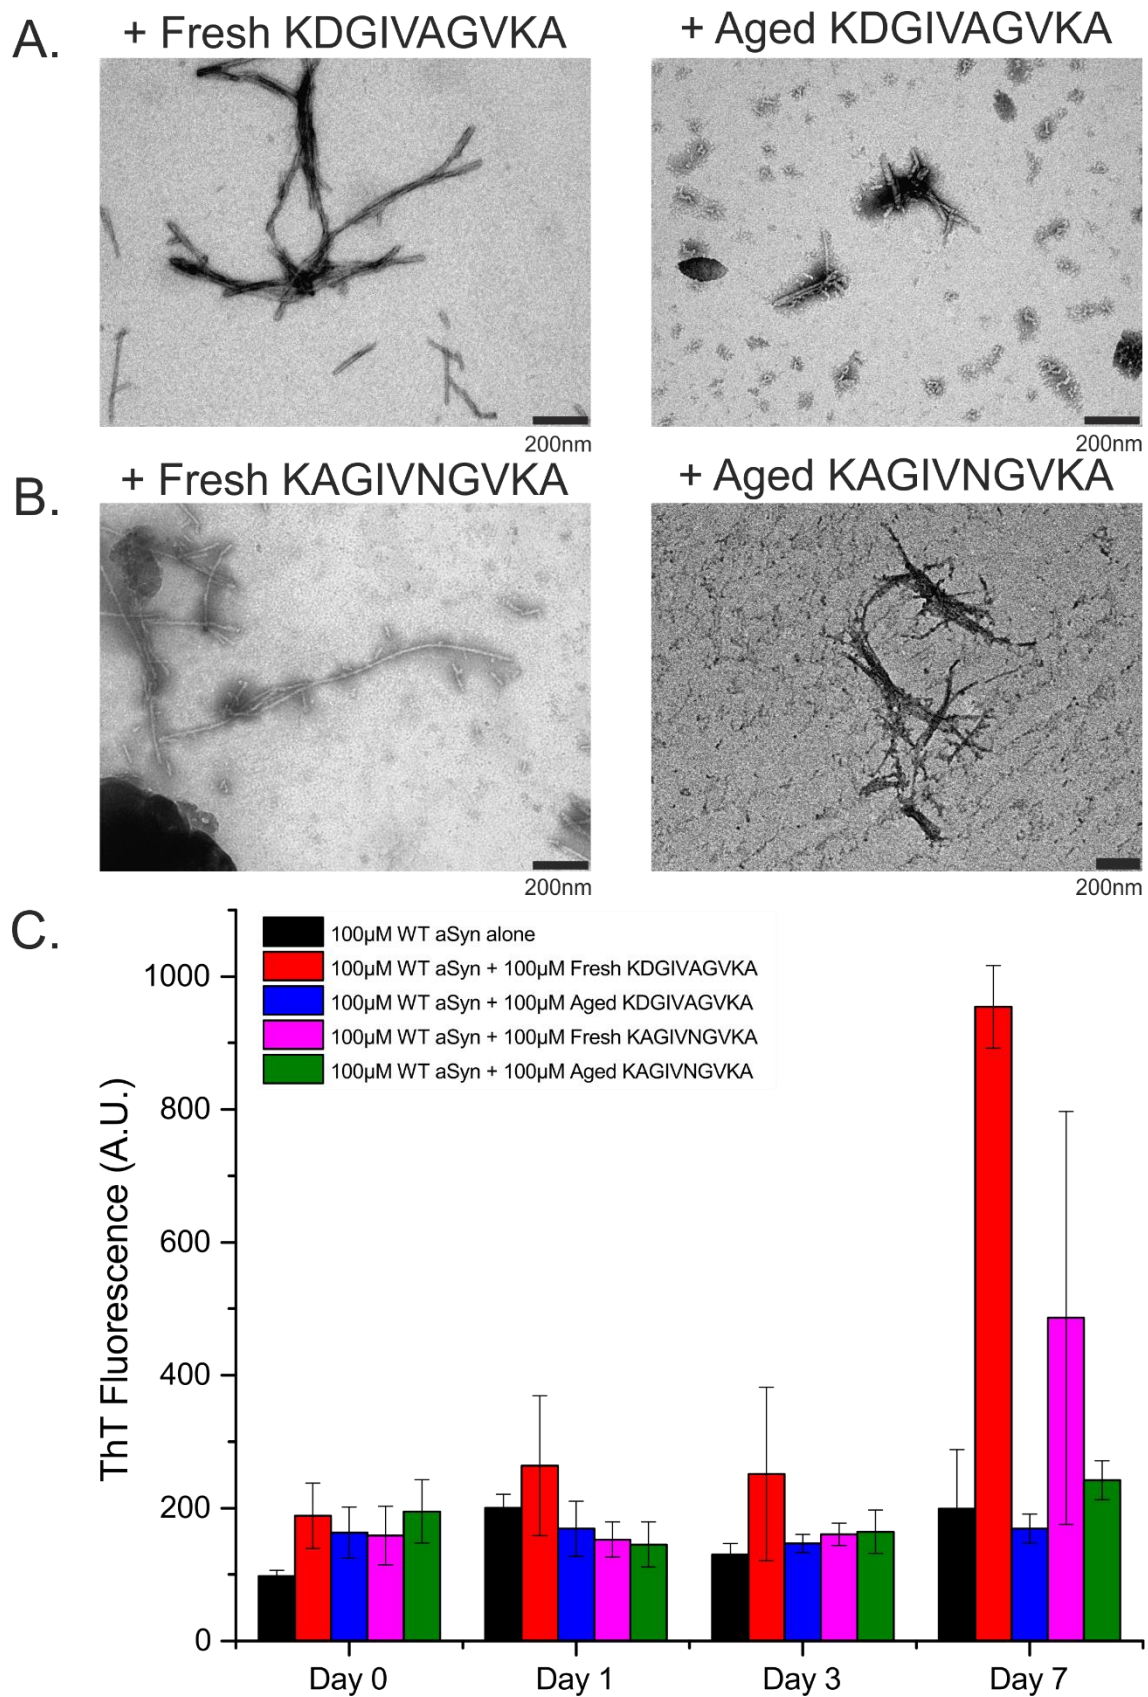 A.
+ Fresh KDGIVAGVKA
+ Aged KDGIVAGVKA
200nm
200nm
B.
+ Fresh KAGIVNGVKA
+ Aged KAGIVNGVKA
200nm
200nm
C.
100µM WT aSyn alone
100µM WT aSyn + 100µM Fresh KDGIVAGVKA
100µM WT aSyn + 100µM Aged KDGIVAGVKA
100µM WT aSyn + 100µM Fresh KAGIVNGVKA
100µM WT aSyn + 100µM Aged KAGIVNGVKA
ThT Fluorescence (A.U.)
1000
800
600
400
200
0
Day 0
Day 1
Day 3
Day 7